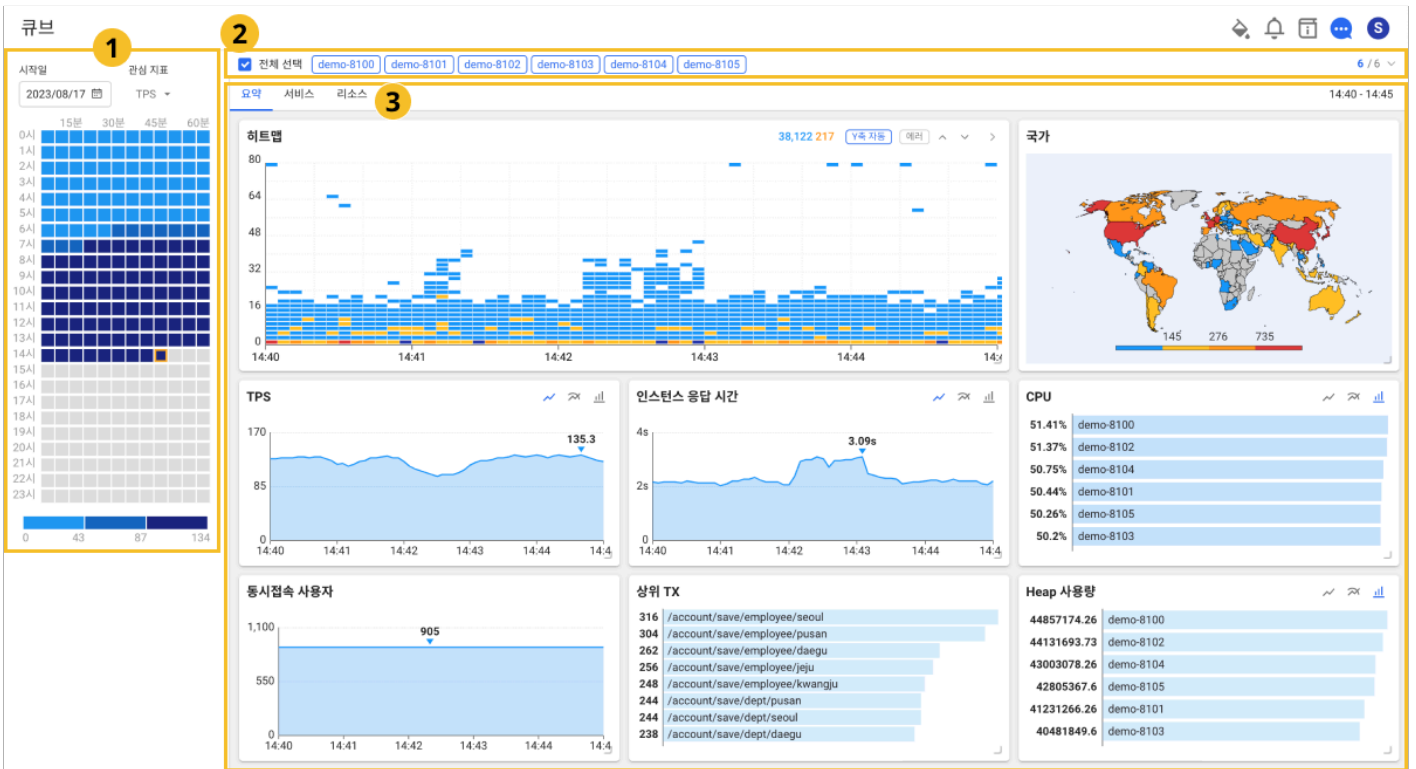 큐브
S
1
시작일
관심 지표
2023/08/17
TPS
15분 30분 45분 60분
0시
1시
2시
3시
4시
5시
6시
7시
8시
9시
10시
11시
12시
13시
14시
15시
16시
17시
18시
19시
20시
21시
22시
23시
0 43 87 134
2
전체 선택 demo-8100 demo-8101 demo-8102 demo-8103 demo-8104 demo-8105
6 / 6
요약 서비스 리소스
3
14:40 - 14:45
히트맵
38,122 217 Y축 자동 에러
80
64
48
32
16
0
14:40 14:41 14:42 14:43 14:44 14:4
국가
145 276 735
TPS
170
135.3
85
0
14:40 14:41 14:42 14:43 14:44 14:4
인스턴스 응답 시간
4s
3.09s
2s
0
14:40 14:41 14:42 14:43 14:44 14:4
CPU
51.41% demo-8100
51.37% demo-8102
50.75% demo-8104
50.44% demo-8101
50.26% demo-8105
50.2% demo-8103
동시접속 사용자
1,100
905
550
0
14:40 14:41 14:42 14:43 14:44 14:4
상위 TX
316 /account/save/employee/seoul
304 /account/save/employee/pusan
262 /account/save/employee/daegu
256 /account/save/employee/jeju
248 /account/save/employee/kwangju
244 /account/save/dept/pusan
244 /account/save/dept/seoul
238 /account/save/dept/daegu
Heap 사용량
44857174.26 demo-8100
44131693.73 demo-8102
43003078.26 demo-8104
42805367.6 demo-8105
41231266.26 demo-8101
40481849.6 demo-8103